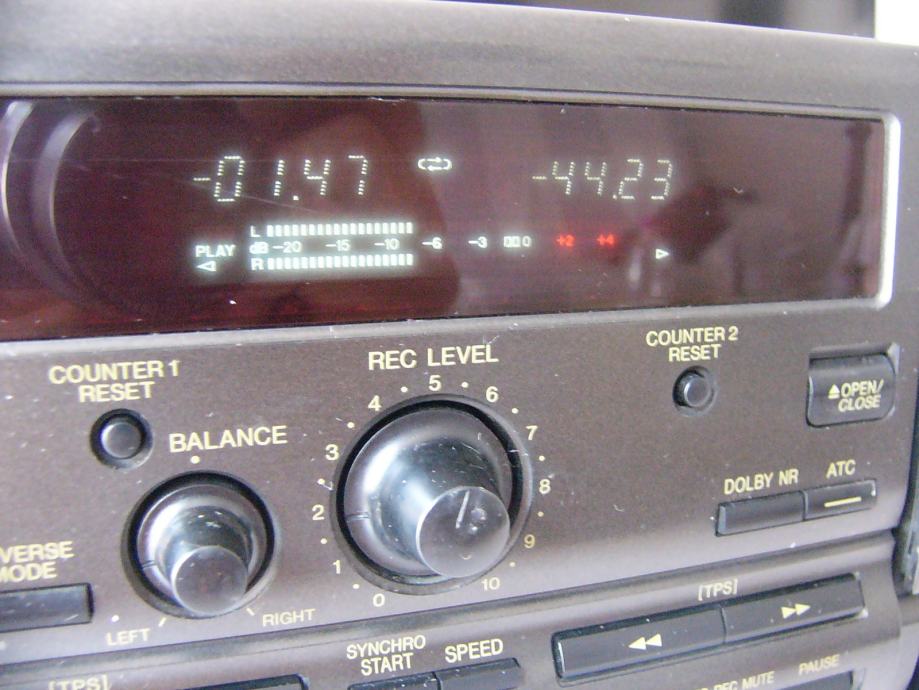 -01.47
-44.23
L
PLAY dB -20 -15 -10 -6 -3 0 +2 +4
R
COUNTER 1
RESET
REC LEVEL
COUNTER 2
RESET
OPEN/
CLOSE
BALANCE
LEFT
RIGHT
0
1
2
3
4
5
6
7
8
9
10
DOLBY NR
ATC
VERSE
MODE
[TPS]
SYNCHRO
START
SPEED
[TPS]
REC MUTE
PAUSE